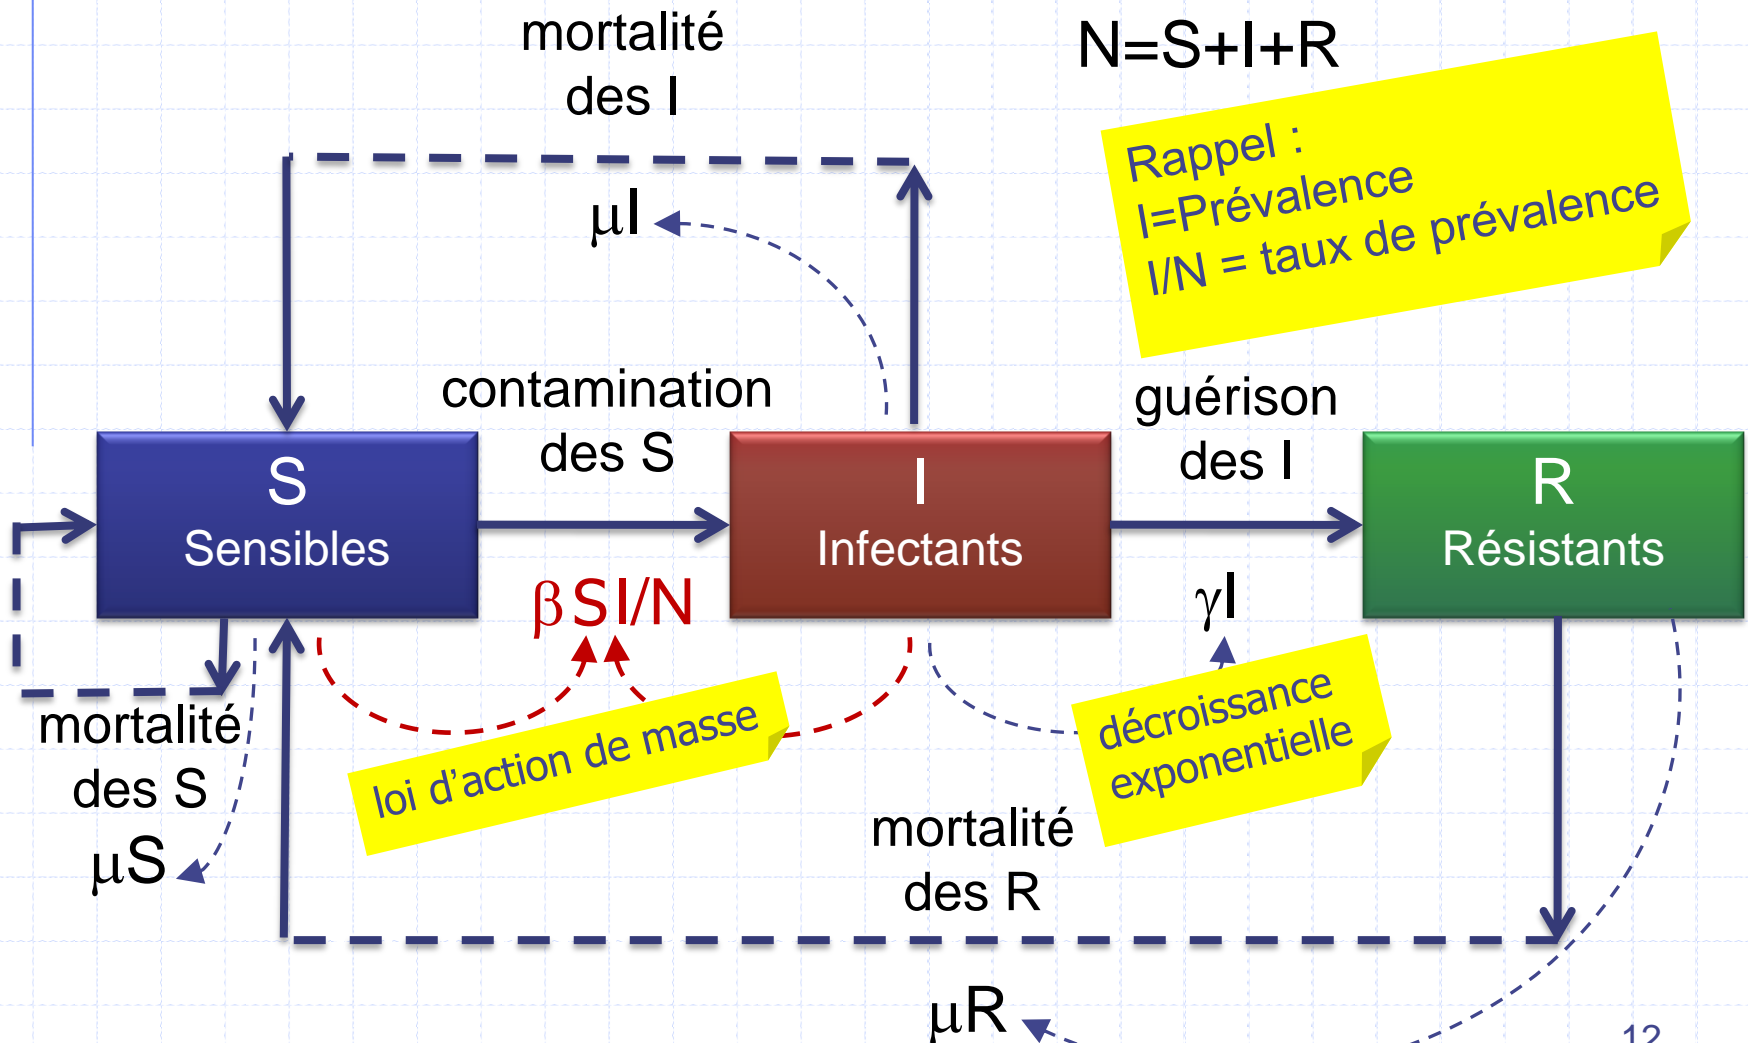 mortalité
des I
N=S+I+R
Rappel :
I=Prévalence
I/N = taux de prévalence
μI
contamination
des S
guérison
des I
S
Sensibles
I
Infectants
R
Résistants
βSI/N
γI
mortalité
des S
μS
loi d’action de masse
décroissance
exponentielle
mortalité
des R
μR
12